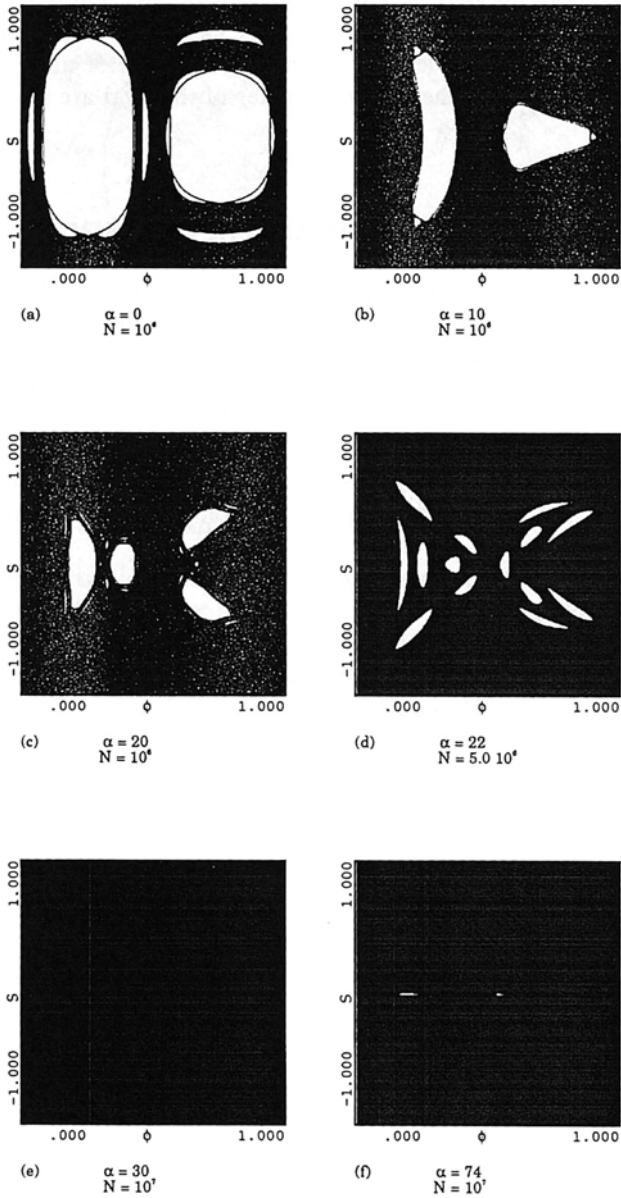 1.000 1.000
S S
-1.000 -1.000
.000 φ 1.000 .000 φ 1.000
(a) α = 0 (b) α = 10
N = 10⁶ N = 10⁶
1.000 1.000
S S
-1.000 -1.000
.000 φ 1.000 .000 φ 1.000
(c) α = 20 (d) α = 22
N = 10⁶ N = 5.0 10⁶
1.000 1.000
S S
-1.000 -1.000
.000 φ 1.000 .000 φ 1.000
(e) α = 30 (f) α = 74
N = 10⁷ N = 10⁷